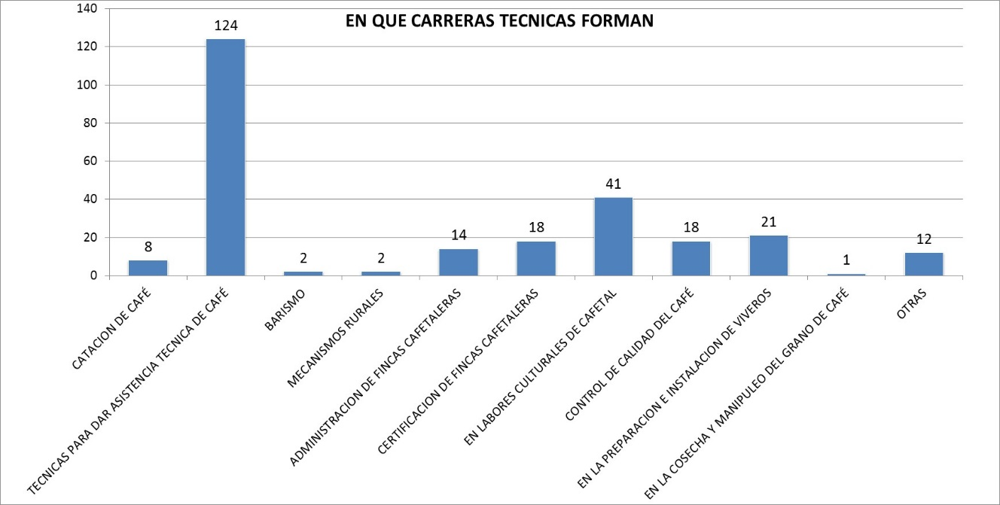 EN QUE CARRERAS TECNICAS FORMAN
140
120
100
80
60
40
20
0
8
124
2
2
14
18
41
18
21
1
12
CATACION DE CAFÉ
TECNICAS PARA DAR ASISTENCIA TECNICA DE CAFÉ
BARISMO
MECANISMOS RURALES
ADMINISTRACION DE FINCAS CAFETALERAS
CERTIFICACION DE FINCAS CAFETALERAS
EN LABORES CULTURALES DE CAFETAL
CONTROL DE CALIDAD DEL CAFÉ
EN LA PREPARACION E INSTALACION DE VIVEROS
EN LA COSECHA Y MANIPULEO DEL GRANO DE CAFÉ
OTRAS